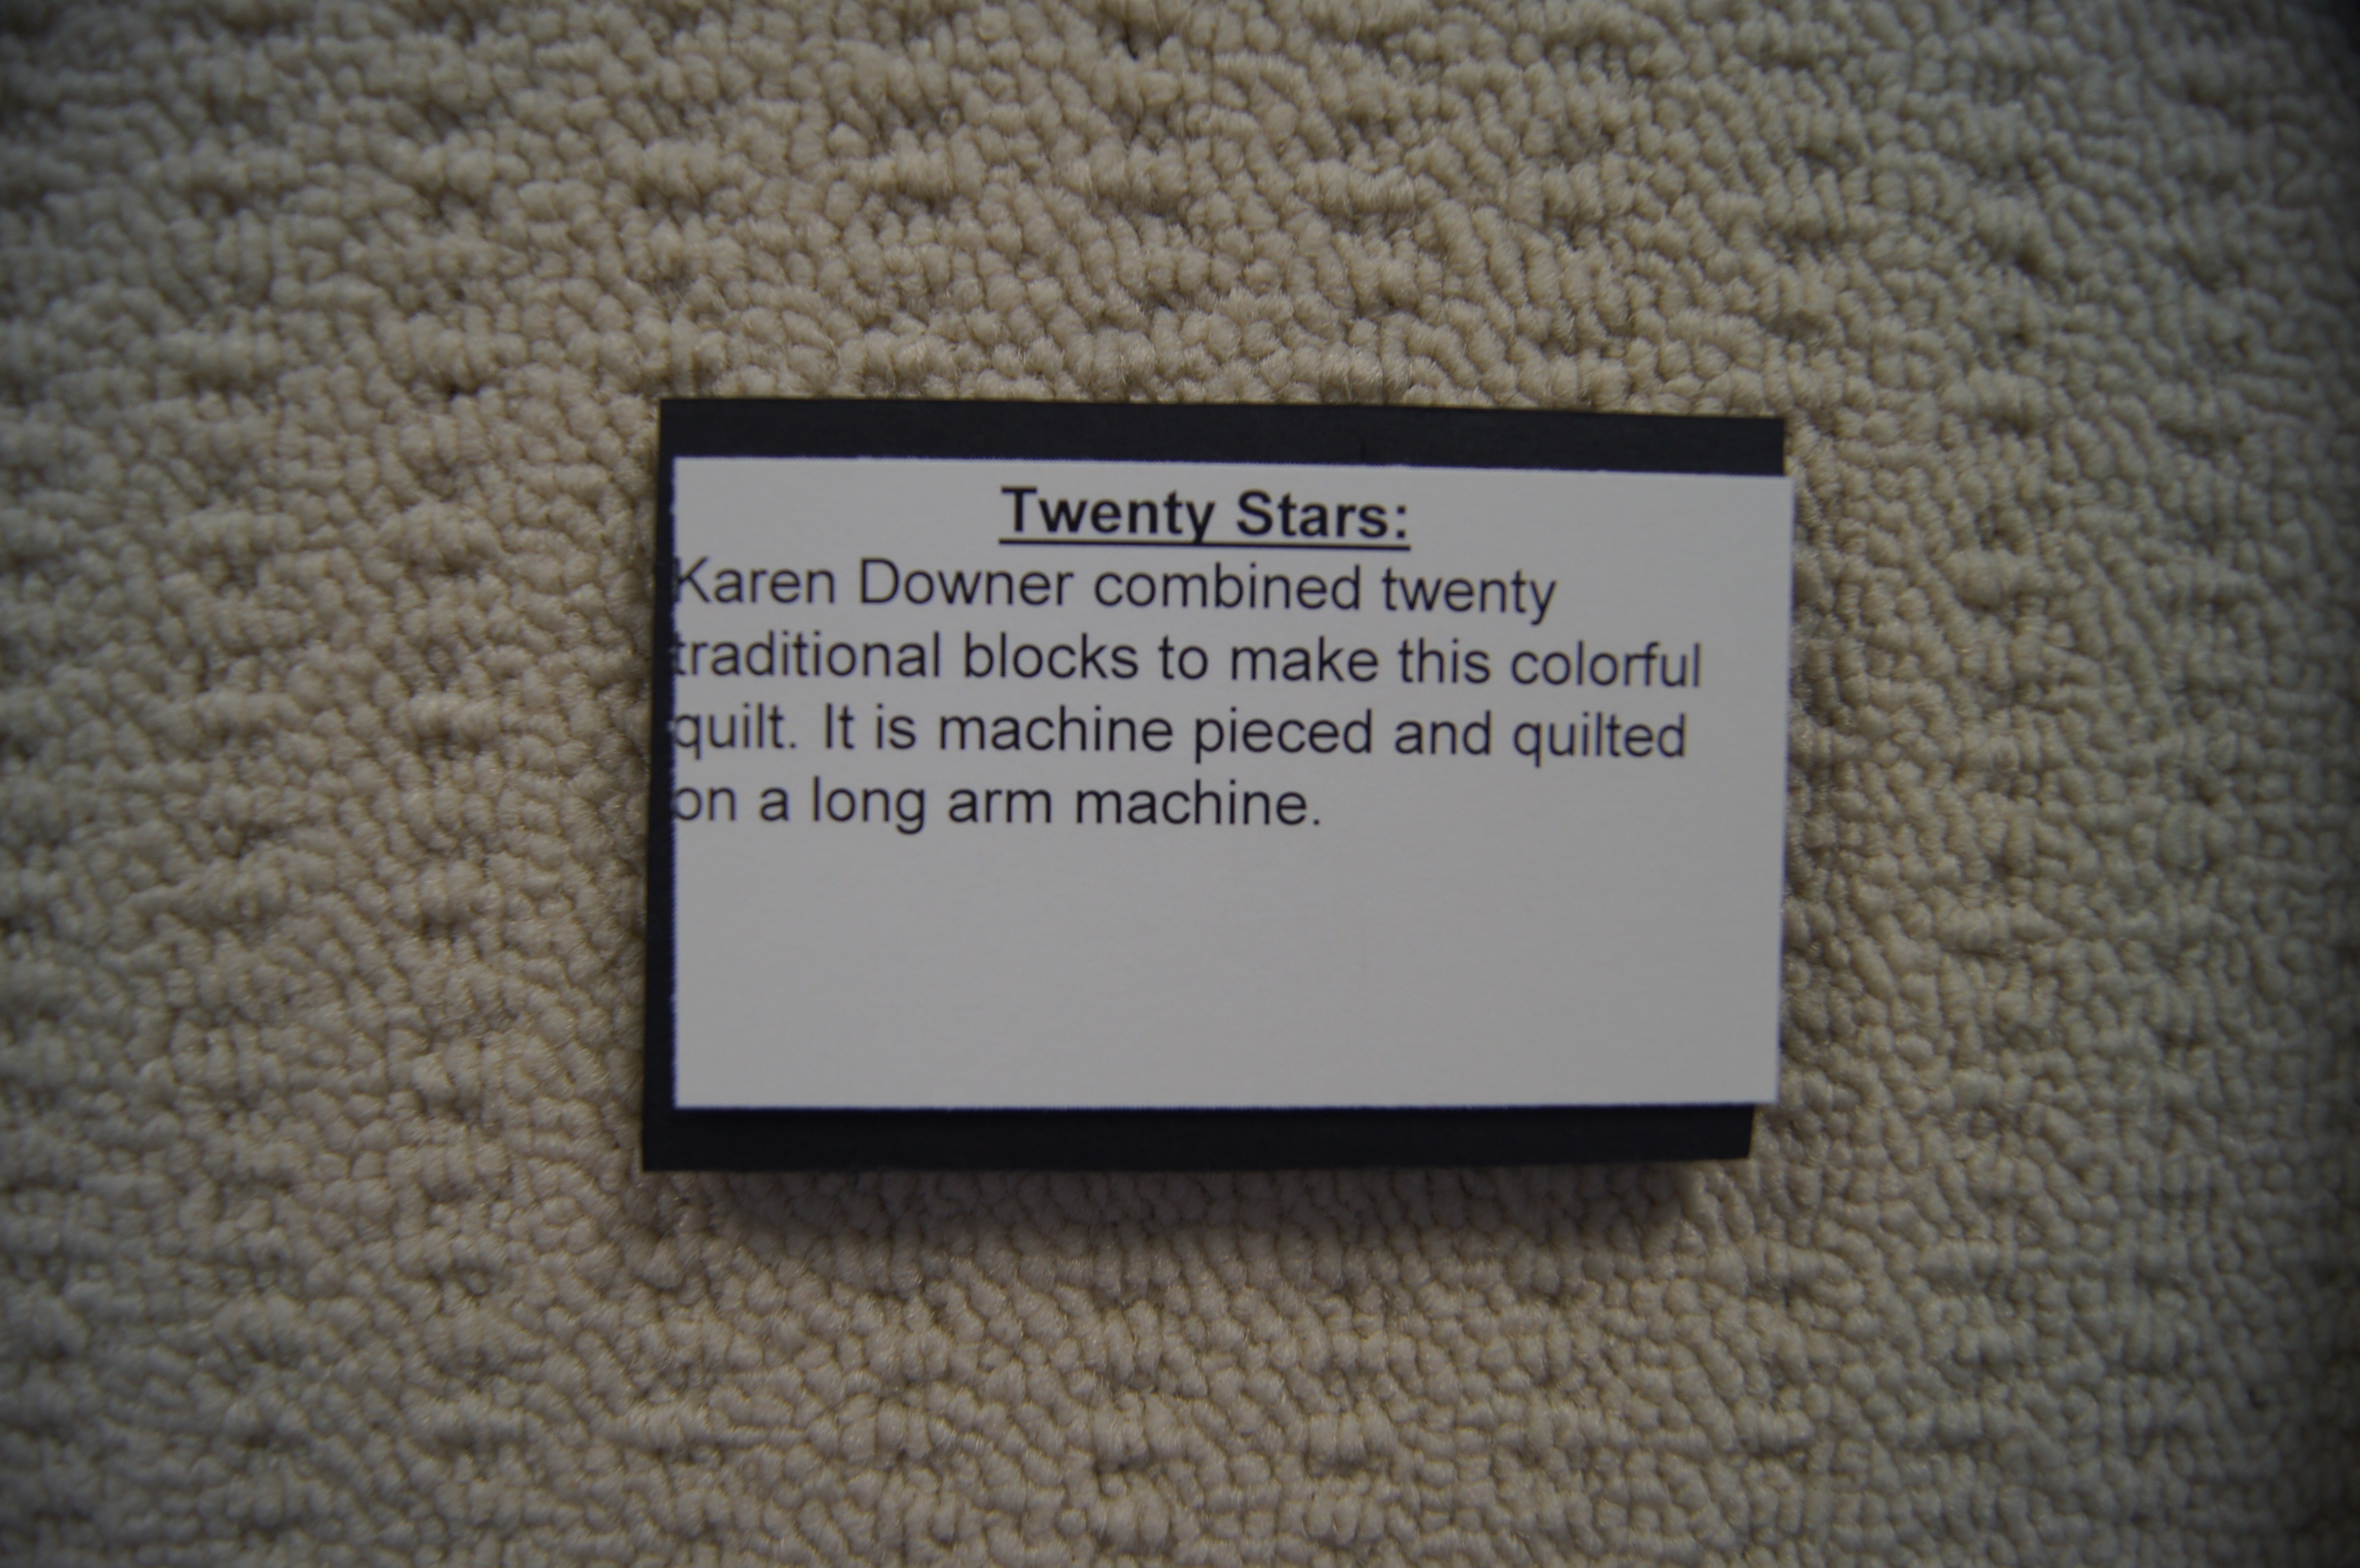 Twenty Stars:
Karen Downer combined twenty
traditional blocks to make this colorful
quilt. It is machine pieced and quilted
on a long arm machine.